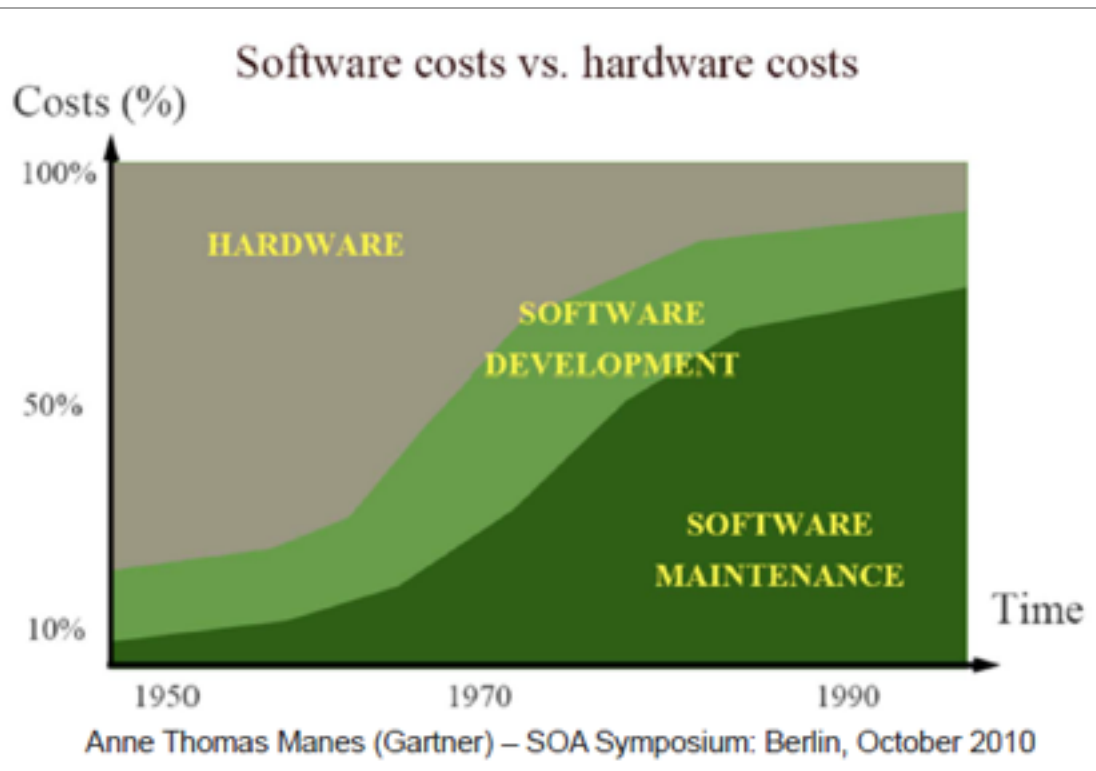 Software costs vs. hardware costs
Costs (%)
100%
HARDWARE
SOFTWARE
DEVELOPMENT
50%
SOFTWARE
MAINTENANCE
Time
10%
1950 1970 1990
Anne Thomas Manes (Gartner) – SOA Symposium: Berlin, October 2010